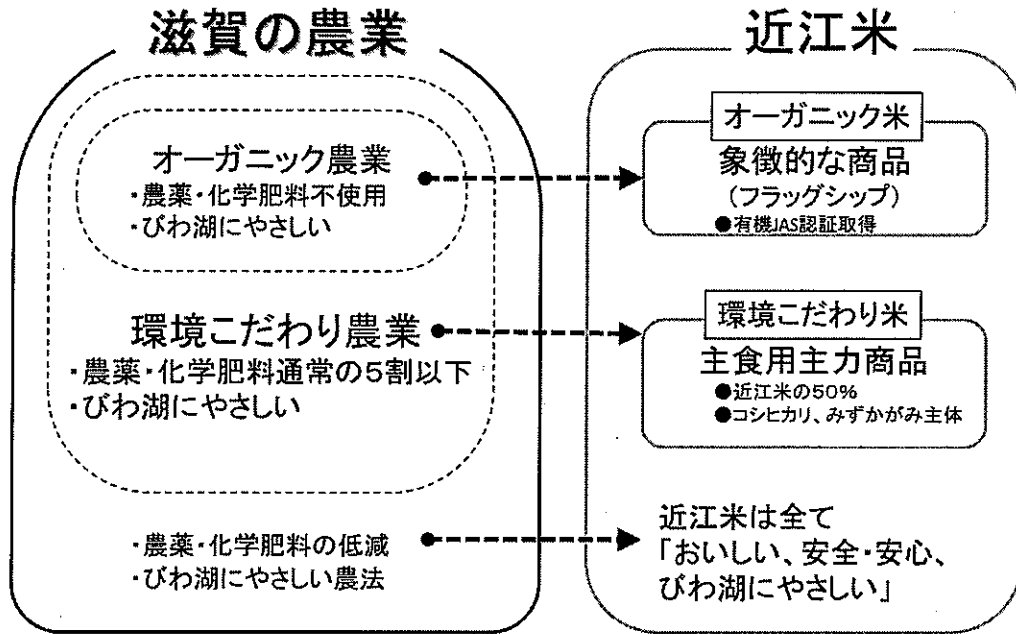 滋賀の農業
オーガニック農業
・農薬・化学肥料不使用
・びわ湖にやさしい
環境こだわり農業
・農薬・化学肥料通常の5割以下
・びわ湖にやさしい
・農薬・化学肥料の低減
・びわ湖にやさしい農法
近江米
オーガニック米
象徴的な商品
(フラッグシップ)
●有機JAS認証取得
環境こだわり米
主食用主力商品
●近江米の50%
●コシヒカリ、みずかがみ主体
近江米は全て
「おいしい、安全・安心、
びわ湖にやさしい」